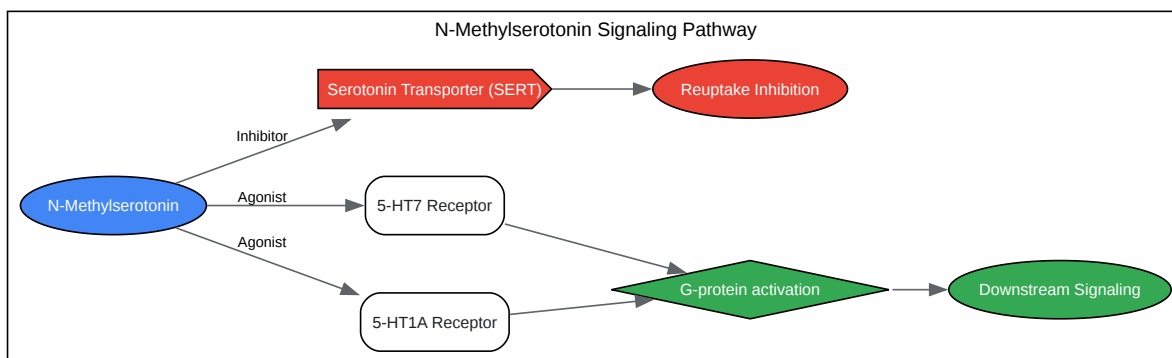 N-Methylserotonin Signaling Pathway
Serotonin Transporter (SERT)
Reuptake Inhibition
Inhibitor
N-Methylserotonin
Agonist
5-HT7 Receptor
Agonist
G-protein activation
Downstream Signaling
5-HT1A Receptor